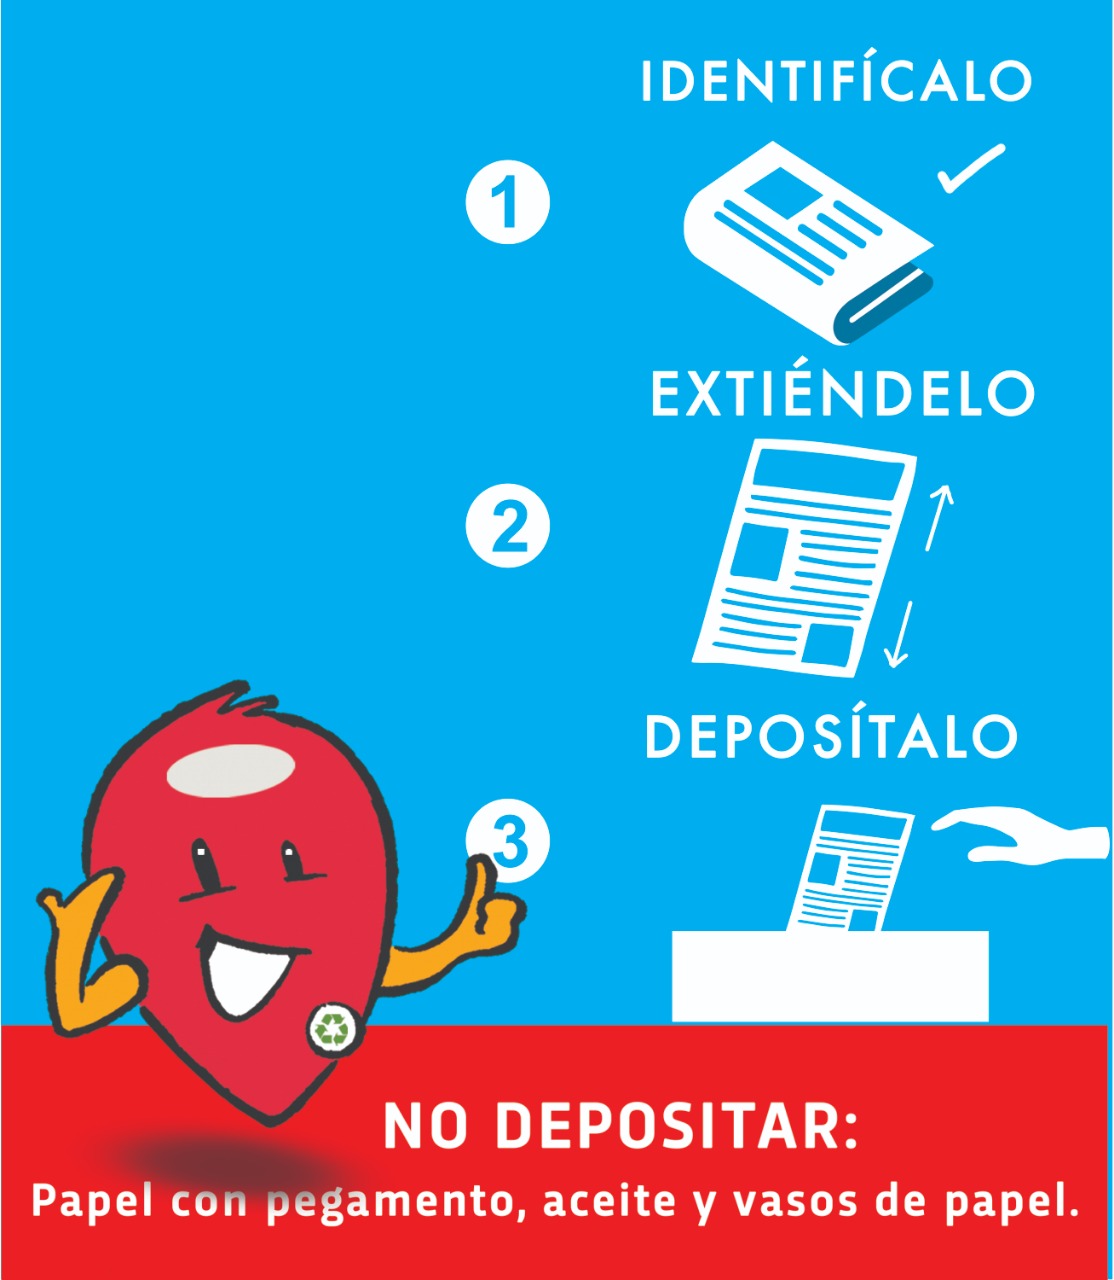 IDENTIFÍCALO
1
EXTIÉNDELO
2
DEPOSÍTALO
3
NO DEPOSITAR:
Papel con pegamento, aceite y vasos de papel.